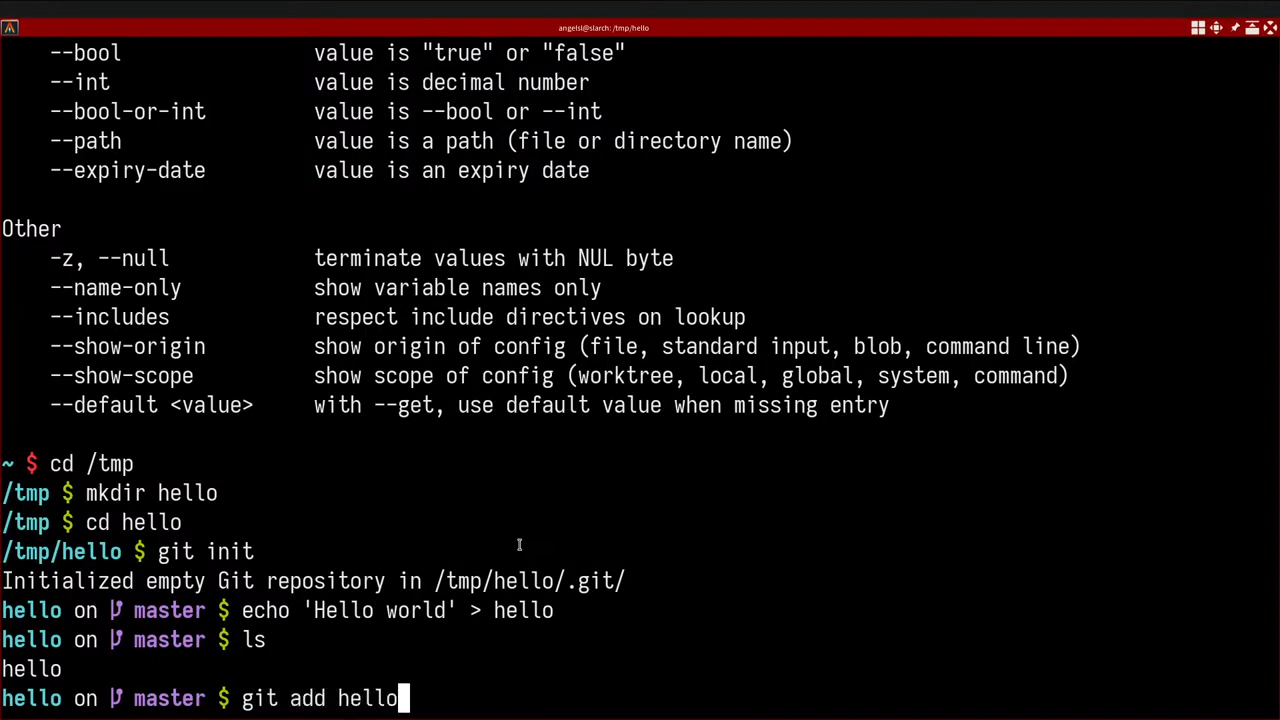 angelsl@slarch: /tmp/hello
--bool value is "true" or "false"
--int value is decimal number
--bool-or-int value is --bool or --int
--path value is a path (file or directory name)
--expiry-date value is an expiry date
Other
-z, --null terminate values with NUL byte
--name-only show variable names only
--includes respect include directives on lookup
--show-origin show origin of config (file, standard input, blob, command line)
--show-scope show scope of config (worktree, local, global, system, command)
--default <value> with --get, use default value when missing entry
~ $ cd /tmp
/tmp $ mkdir hello
/tmp $ cd hello
/tmp/hello $ git init
Initialized empty Git repository in /tmp/hello/.git/
hello on master $ echo 'Hello world' > hello
hello on master $ ls
hello
hello on master $ git add hello